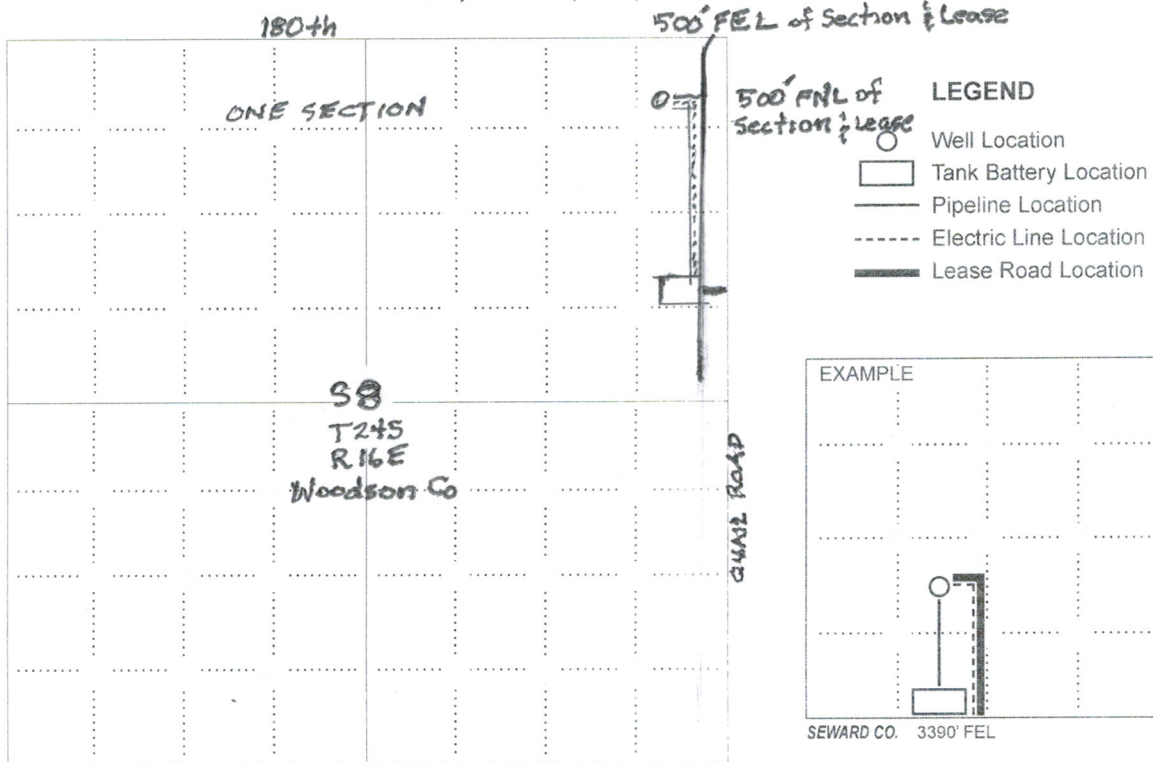 180th
500' FEL of Section & Lease
ONE SECTION
500' FNL of
Section & Lease
LEGEND
Well Location
Tank Battery Location
Pipeline Location
Electric Line Location
Lease Road Location
S8
T24S
R16E
Woodson Co
QUAIL ROAD
EXAMPLE
SEWARD CO. 3390' FEL